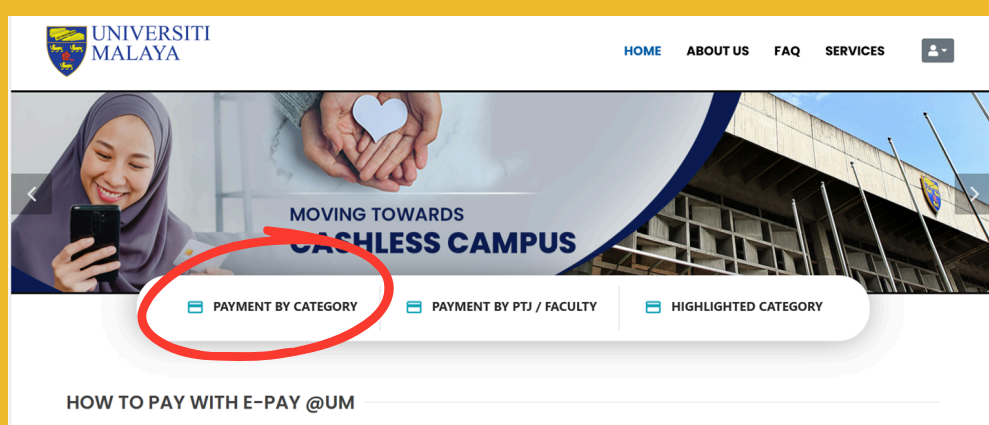 UNIVERSITI
MALAYA
HOME ABOUT US FAQ SERVICES
MOVING TOWARDS
CASHLESS CAMPUS
PAYMENT BY CATEGORY PAYMENT BY PTJ / FACULTY HIGHLIGHTED CATEGORY
HOW TO PAY WITH E-PAY @UM